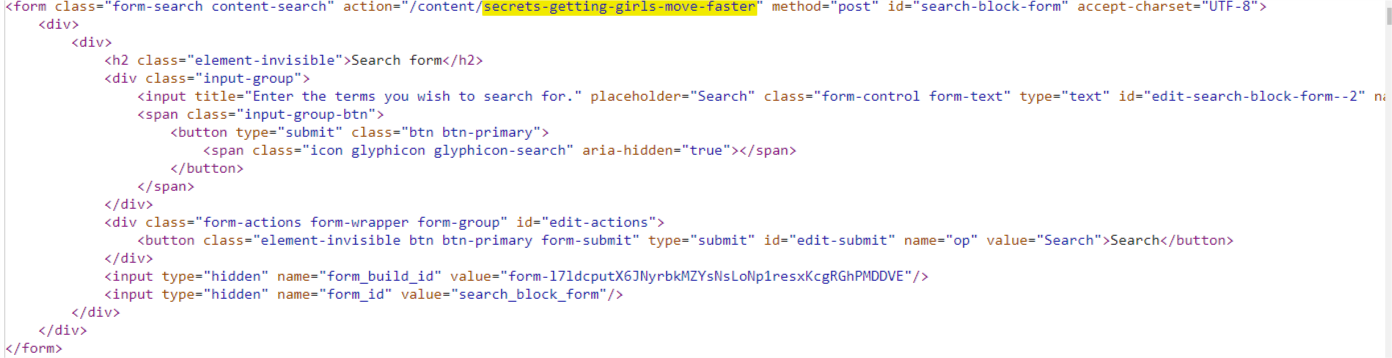 <form class="form-search content-search" action="/content/secrets-getting-girls-move-faster" method="post" id="search-block-form" accept-charset="UTF-8">
<div>
<div>
<h2 class="element-invisible">Search form</h2>
<div class="input-group">
<input title="Enter the terms you wish to search for." placeholder="Search" class="form-control form-text" type="text" id="edit-search-block-form--2" na
<span class="input-group-btn">
<button type="submit" class="btn btn-primary">
<span class="icon glyphicon glyphicon-search" aria-hidden="true"></span>
</button>
</span>
</div>
<div class="form-actions form-wrapper form-group" id="edit-actions">
<button class="element-invisible btn btn-primary form-submit" type="submit" id="edit-submit" name="op" value="Search">Search</button>
</div>
<input type="hidden" name="form_build_id" value="form-l7ldcputX6JNyrbkMZYsNsLoNp1resxKcgRGhPMDDVE"/>
<input type="hidden" name="form_id" value="search_block_form"/>
</div>
</div>
</form>